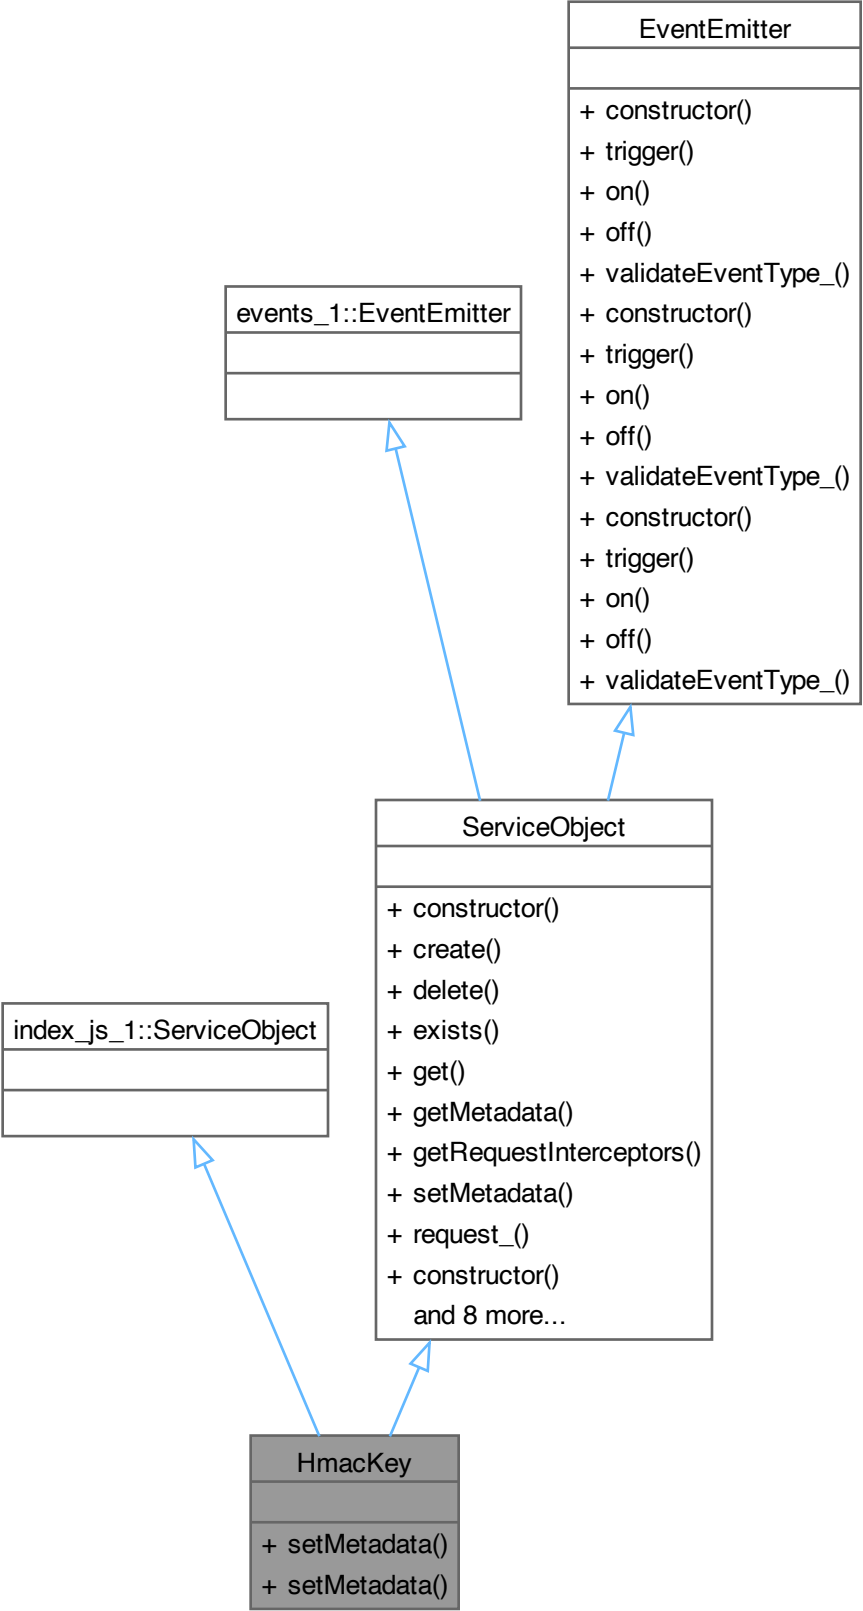 EventEmitter
+ constructor()
+ trigger()
+ on()
+ off()
+ validateEventType_()
+ constructor()
+ trigger()
+ on()
+ off()
+ validateEventType_()
+ constructor()
+ trigger()
+ on()
+ off()
+ validateEventType_()
events_1::EventEmitter
ServiceObject
+ constructor()
+ create()
+ delete()
+ exists()
+ get()
+ getMetadata()
+ getRequestInterceptors()
+ setMetadata()
+ request_()
+ constructor()
and 8 more...
index_js_1::ServiceObject
HmacKey
+ setMetadata()
+ setMetadata()